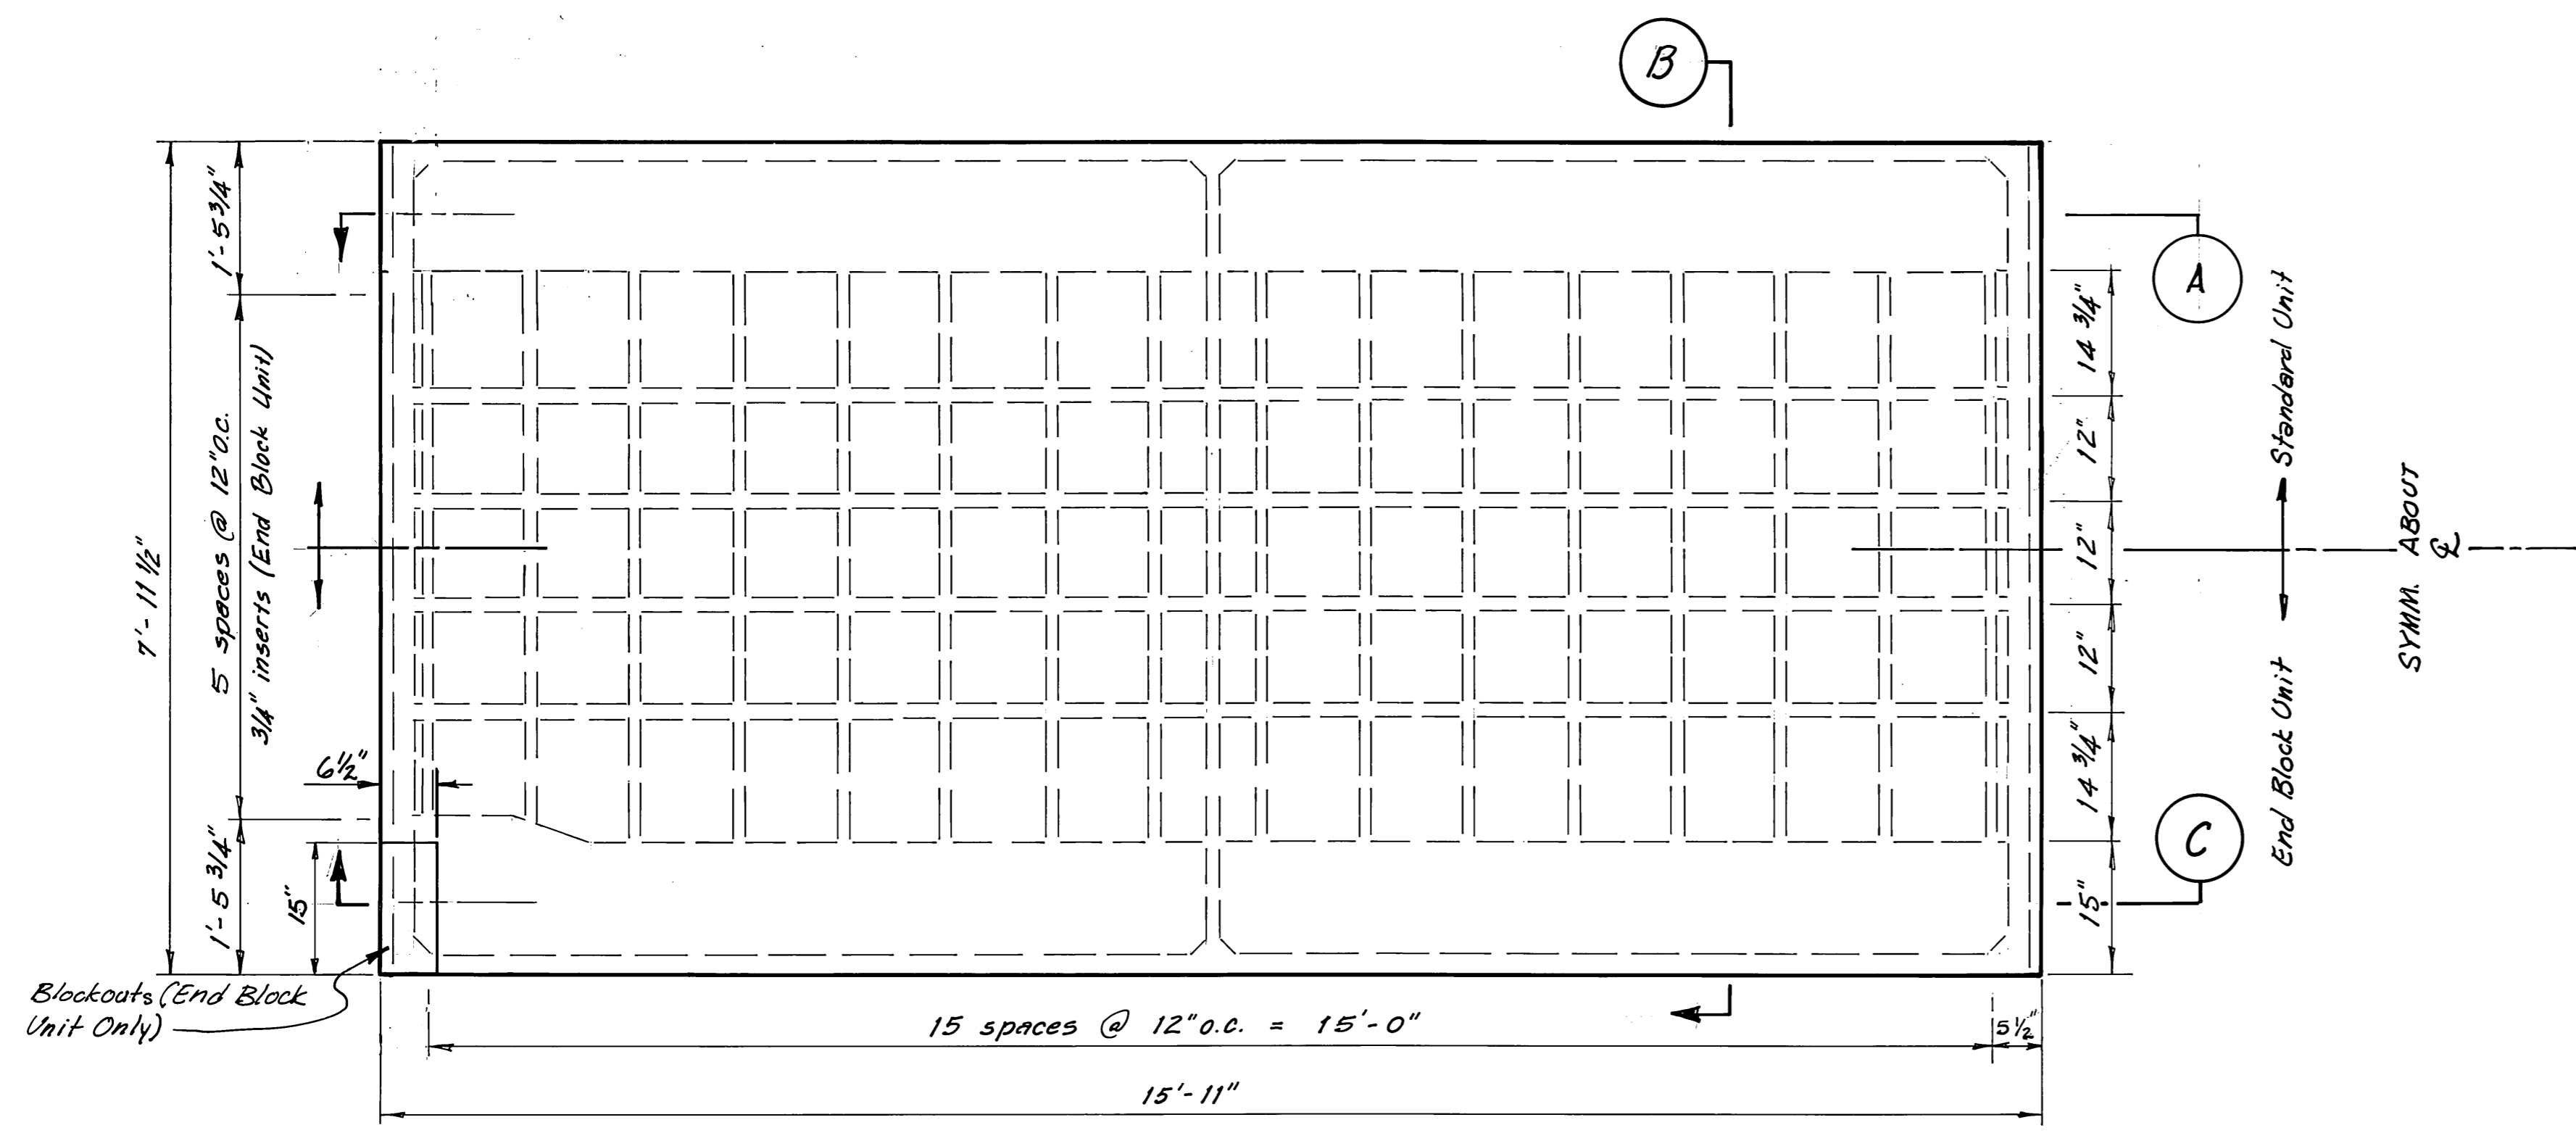 B
A
C
7'-11 1/2"
1'-5 3/4"
5 spaces @ 12"o.c.
3/4" inserts (End Block Unit)
1'-5 3/4"
6 1/2"
15"
Blockouts (End Block
Unit Only)
15 spaces @ 12"o.c. = 15'-0"
5 1/2"
15'-11"
14 3/4"
12"
12"
12"
14 3/4"
15"
Standard Unit
End Block Unit
SYMM. ABOUT
℄